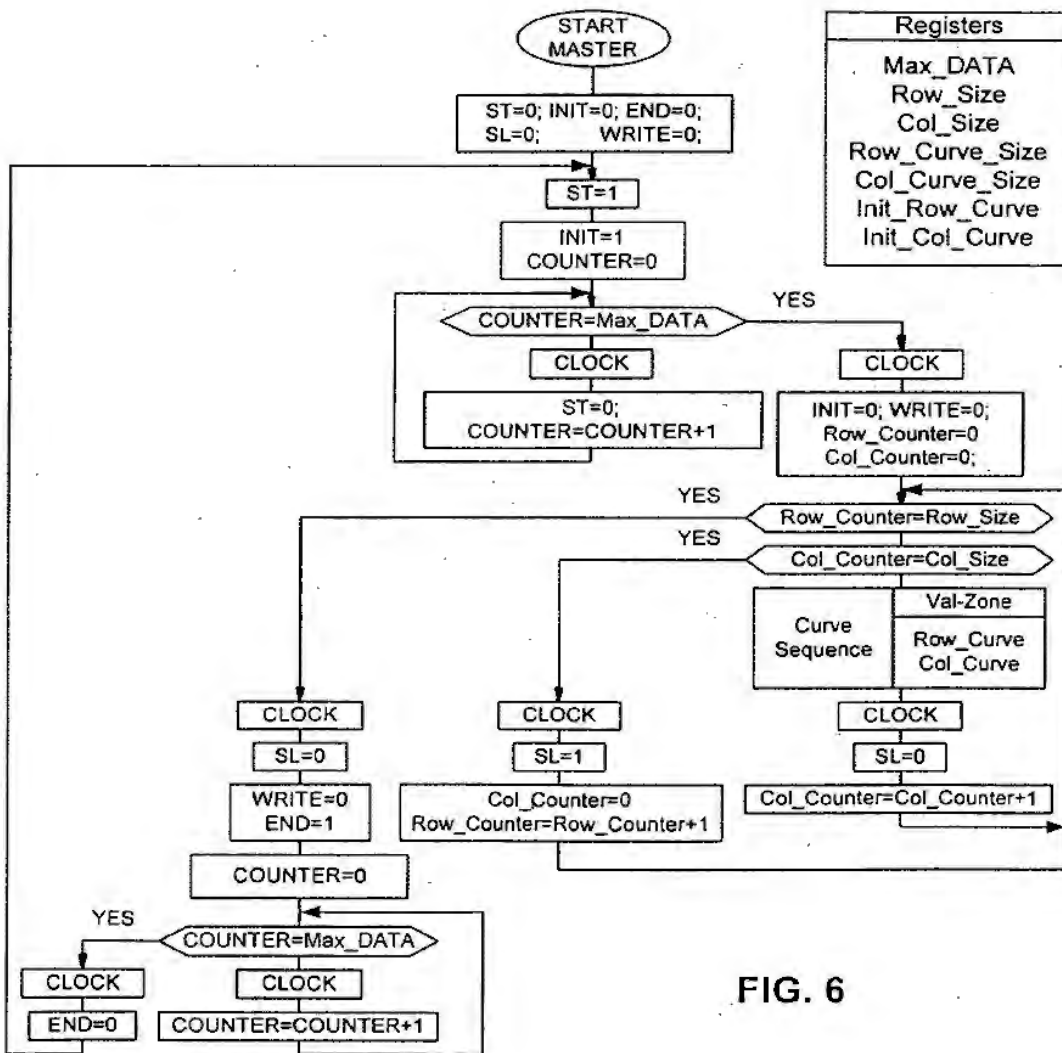 START
MASTER
ST=0; INIT=0; END=0;
SL=0; WRITE=0;
ST=1
INIT=1
COUNTER=0
COUNTER=Max_DATA
YES
CLOCK
ST=0;
COUNTER=COUNTER+1
Registers
Max_DATA
Row_Size
Col_Size
Row_Curve_Size
Col_Curve_Size
Init_Row_Curve
Init_Col_Curve
CLOCK
INIT=0; WRITE=0;
Row_Counter=0
Col_Counter=0;
YES
Row_Counter=Row_Size
YES
Col_Counter=Col_Size
Curve
Sequence
Val-Zone
Row_Curve
Col_Curve
CLOCK
SL=0
WRITE=0
END=1
COUNTER=0
CLOCK
SL=1
Col_Counter=0
Row_Counter=Row_Counter+1
CLOCK
SL=0
Col_Counter=Col_Counter+1
YES
COUNTER=Max_DATA
CLOCK
END=0
CLOCK
COUNTER=COUNTER+1
FIG. 6